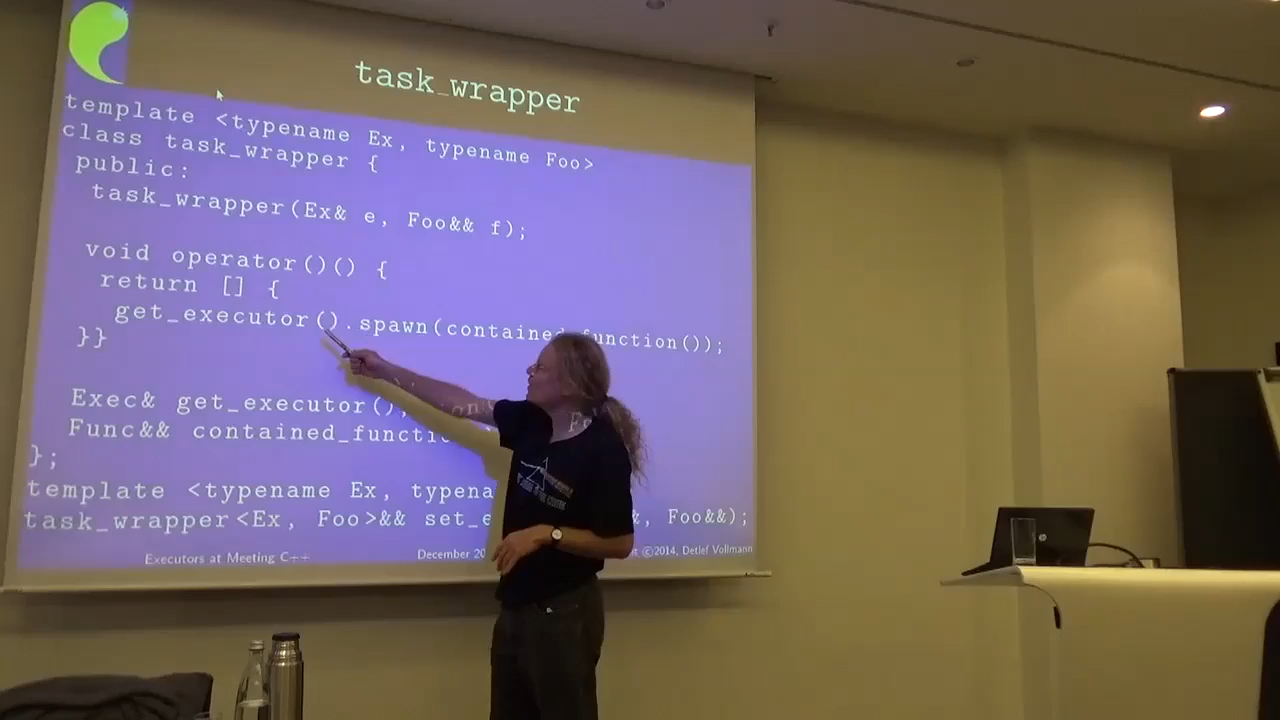 task_wrapper
template <typename Ex, typename Foo>
class task_wrapper {
public:
task_wrapper(Ex& e, Foo&& f);
void operator()() {
return [] {
get_executor().spawn(contained_function());
}}
Exec& get_executor();
Func&& contained_functi
};
template <typename Ex, typena
task_wrapper<Ex, Foo>&& set_e &, Foo&&);
Executors at Meeting C++ December 20 ©2014, Detlef Vollmann